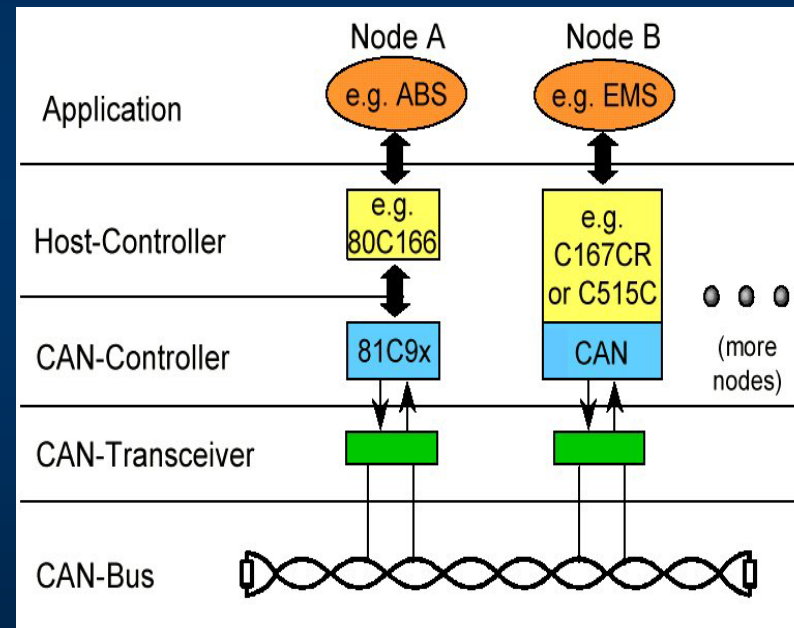 Node A
Node B
Application
e.g. ABS
e.g. EMS
Host-Controller
e.g.
80C166
e.g.
C167CR
or C515C
CAN-Controller
81C9x
CAN
(more
nodes)
CAN-Transceiver
CAN-Bus